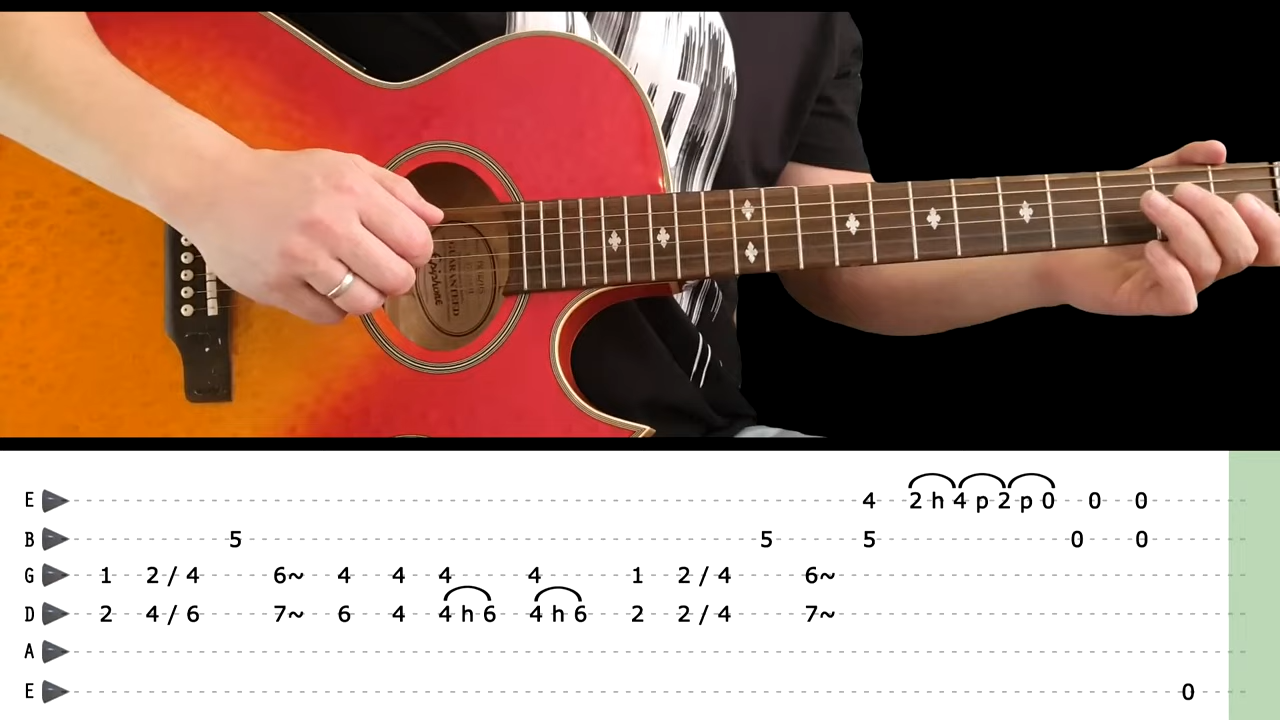 Epiphone
GUARANTEED
E 4 2 h 4 p 2 p 0 0 0
B 5 5 5 0 0
G 1 2 / 4 6~ 4 4 4 4 1 2 / 4 6~
D 2 4 / 6 7~ 6 4 4 h 6 4 h 6 2 2 / 4 7~
A
E 0